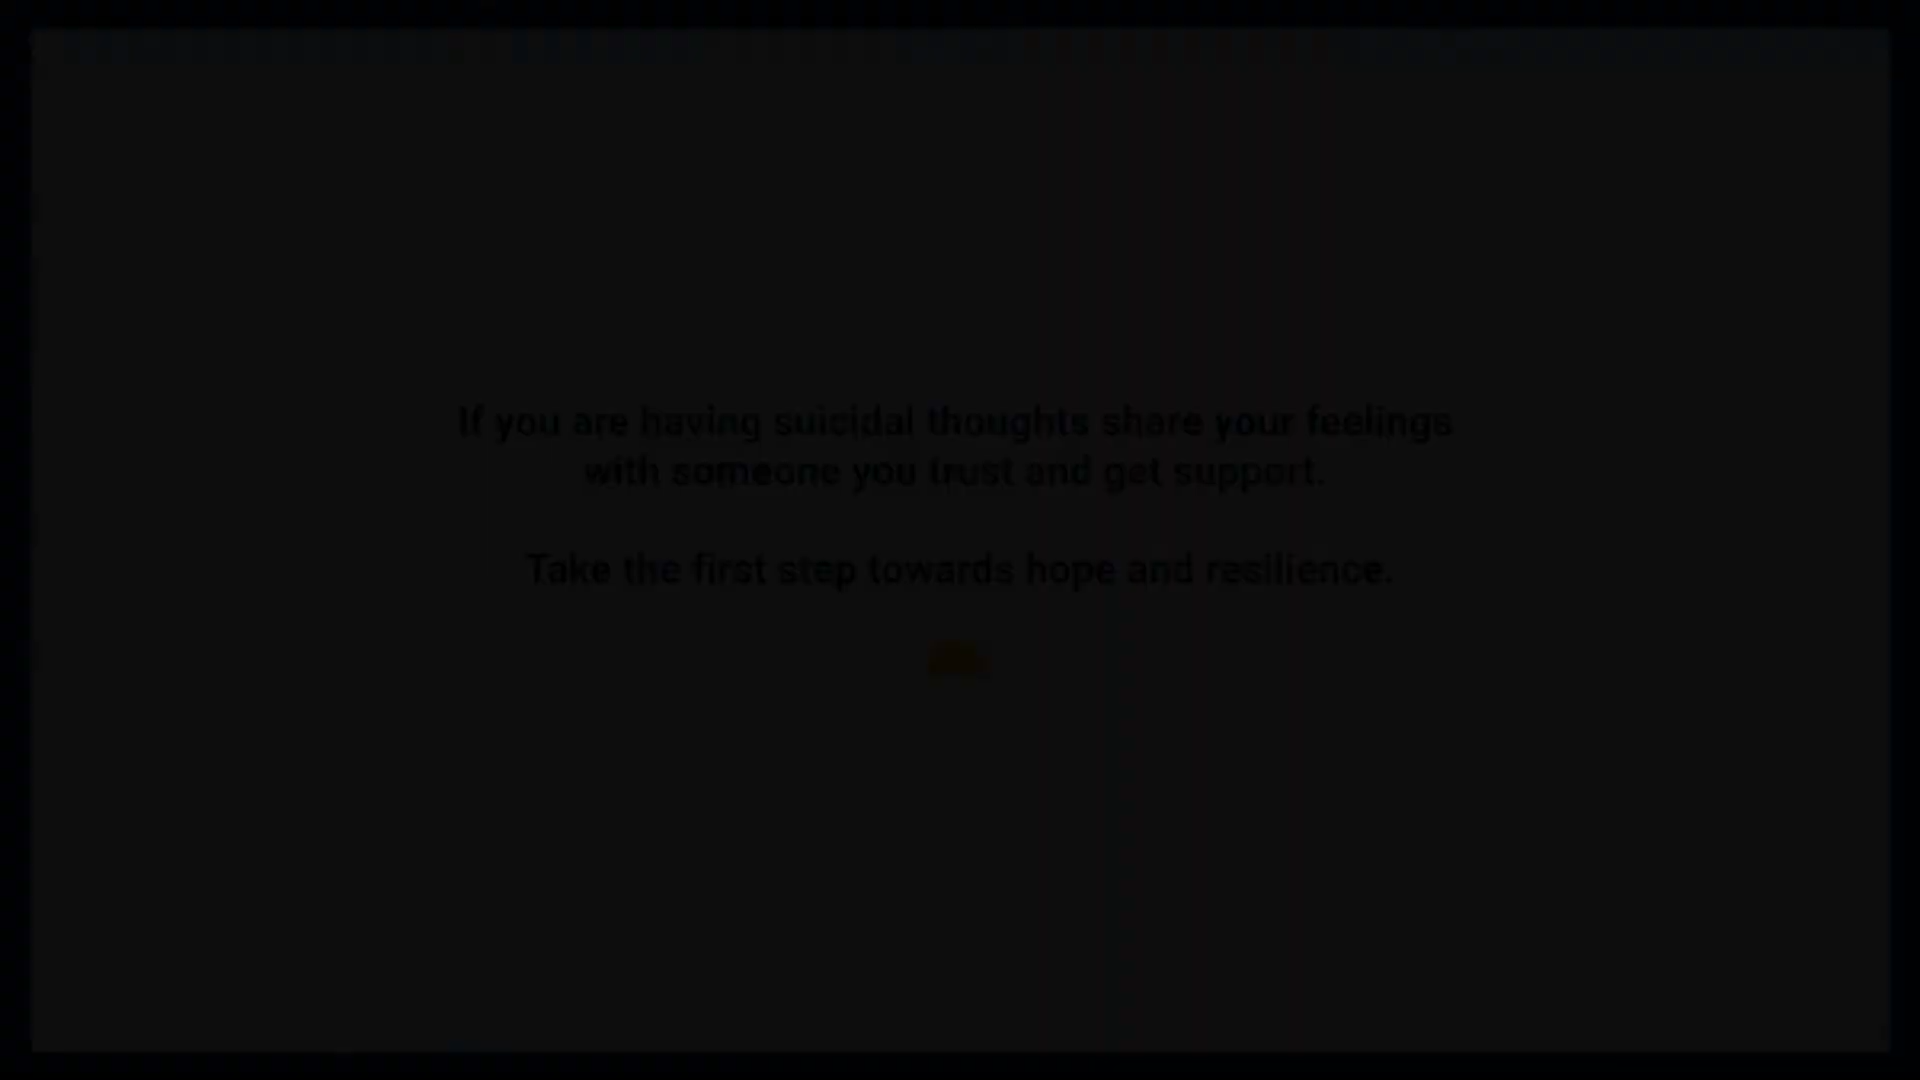 If you are having suicidal thoughts share your feelings
with someone you trust and get support.
Take the first step towards hope and resilience.